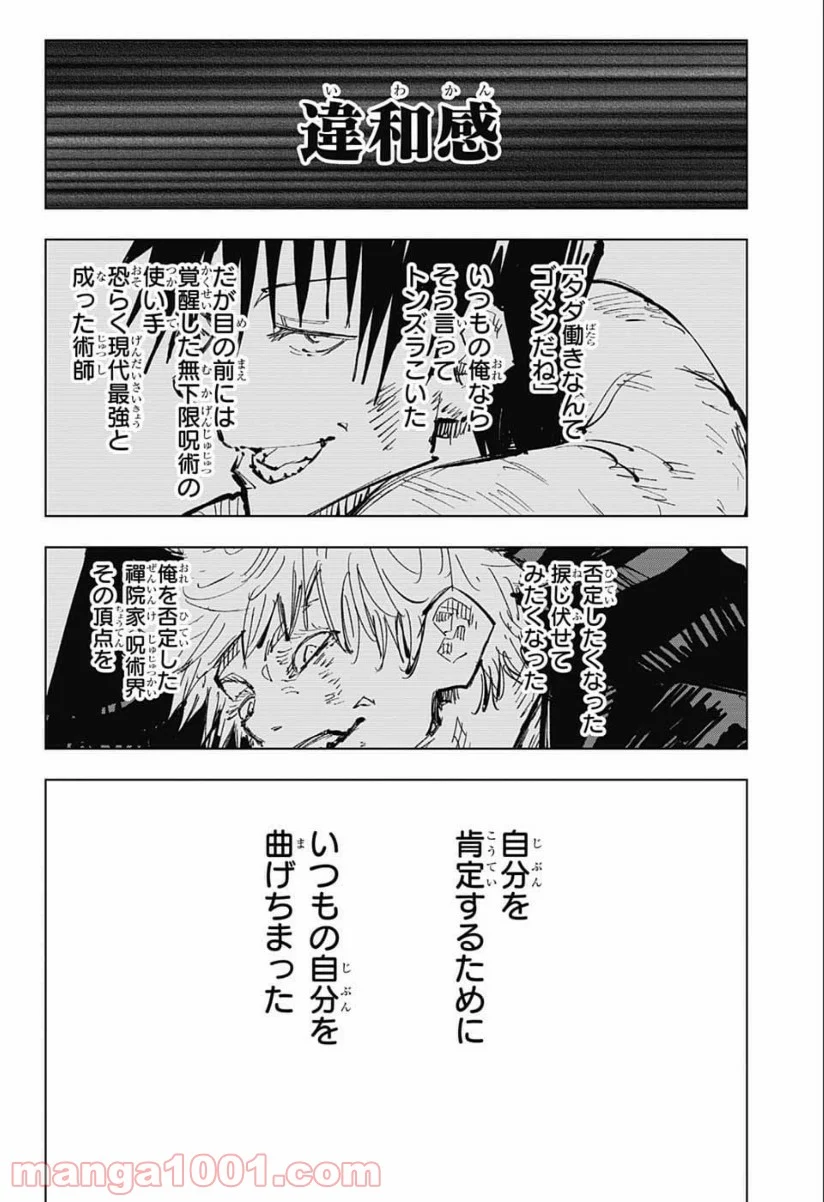 違和感
「タダ働きなんて
ゴメンだね」
いつもの俺なら
そう言って
トンズラこいた
だが目の前には
覚醒した無下限呪術の
使い手
恐らく現代最強と
成った術師
否定したくなった
捩じ伏せて
みたくなった
俺を否定した
禪院家、呪術界
その頂点を
自分を
肯定するために
いつもの自分を
曲げちまった
manga1001.com